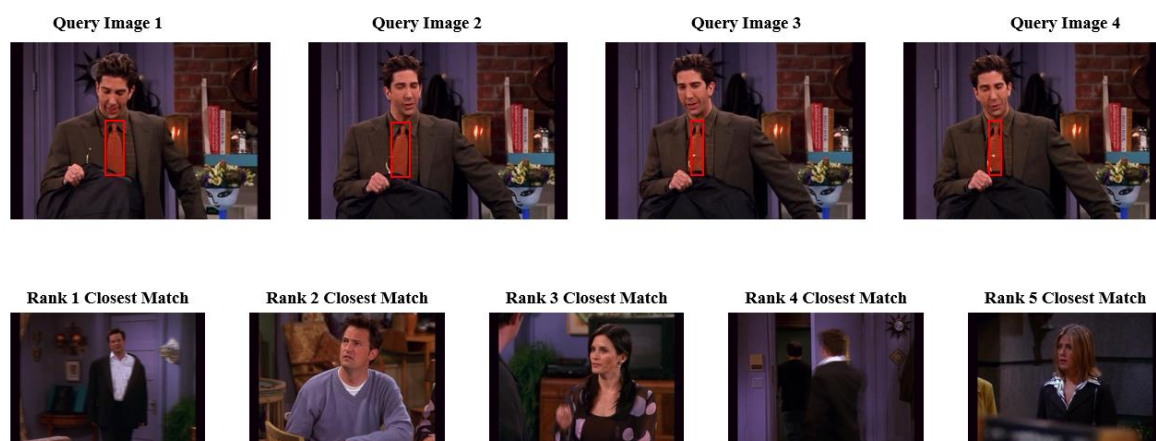 Query Image 1
Query Image 2
Query Image 3
Query Image 4
Rank 1 Closest Match
Rank 2 Closest Match
Rank 3 Closest Match
Rank 4 Closest Match
Rank 5 Closest Match